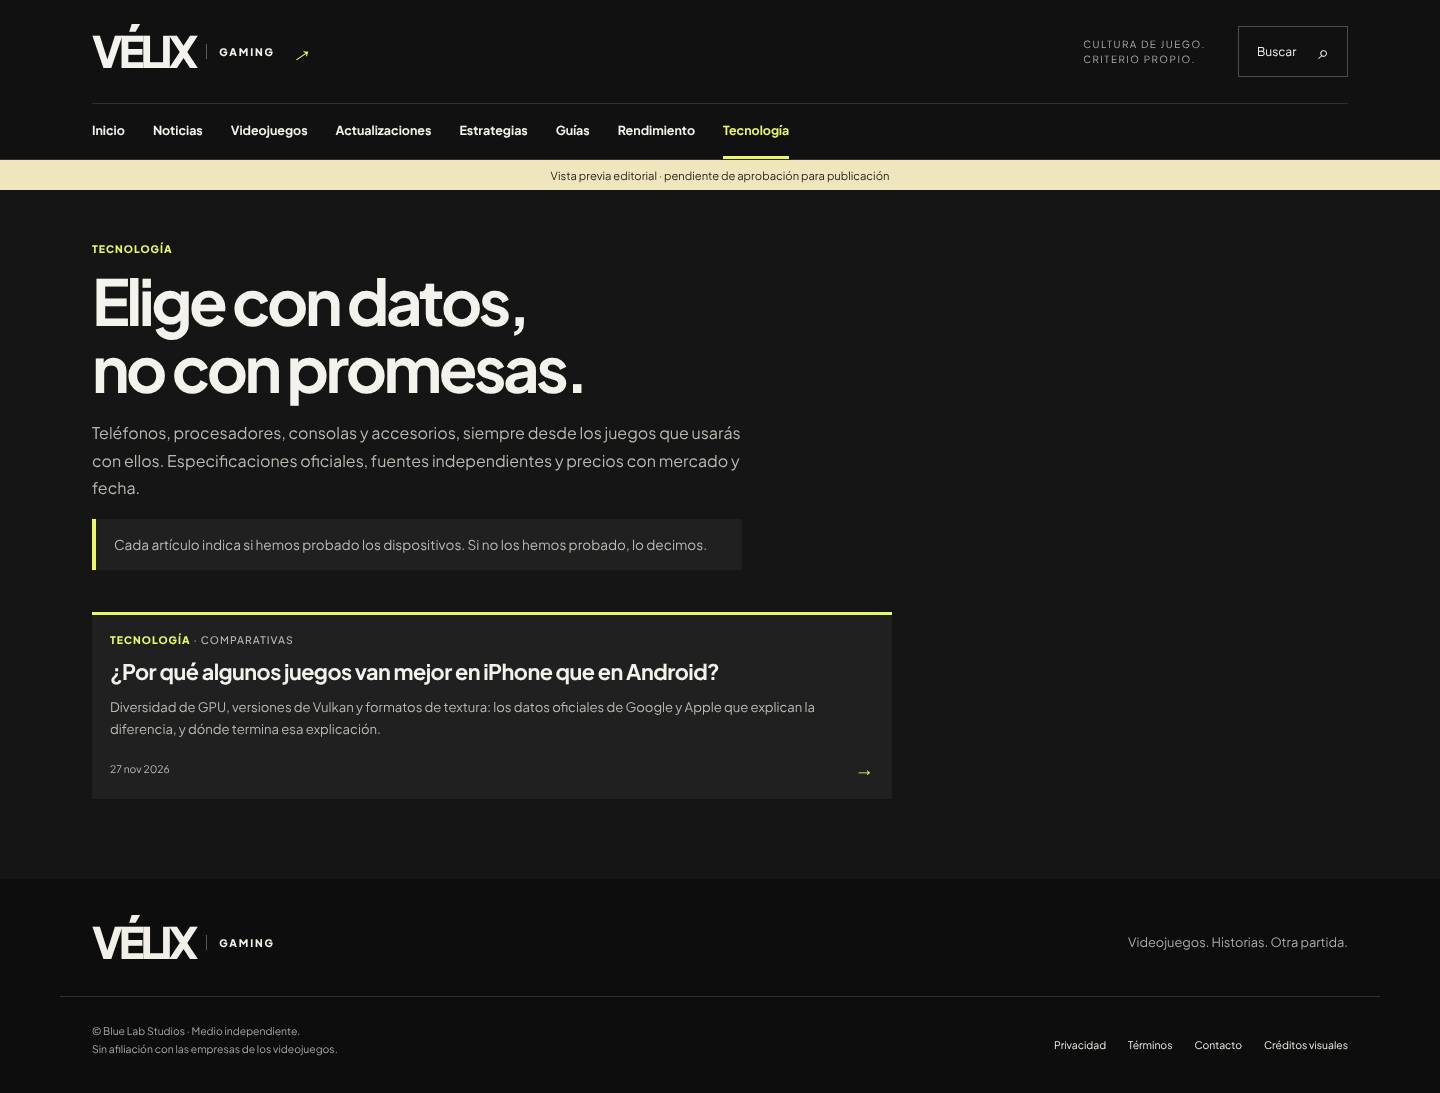 VÉLIX GAMING ↗
CULTURA DE JUEGO.
CRITERIO PROPIO.
Buscar ⌕
Inicio Noticias Videojuegos Actualizaciones Estrategias Guías Rendimiento Tecnología
Vista previa editorial · pendiente de aprobación para publicación
TECNOLOGÍA
Elige con datos,
no con promesas.
Teléfonos, procesadores, consolas y accesorios, siempre desde los juegos que usarás
con ellos. Especificaciones oficiales, fuentes independientes y precios con mercado y
fecha.
Cada artículo indica si hemos probado los dispositivos. Si no los hemos probado, lo decimos.
TECNOLOGÍA · COMPARATIVAS
¿Por qué algunos juegos van mejor en iPhone que en Android?
Diversidad de GPU, versiones de Vulkan y formatos de textura: los datos oficiales de Google y Apple que explican la
diferencia, y dónde termina esa explicación.
27 nov 2026 →
VÉLIX GAMING
Videojuegos. Historias. Otra partida.
© Blue Lab Studios · Medio independiente.
Sin afiliación con las empresas de los videojuegos.
Privacidad Términos Contacto Créditos visuales